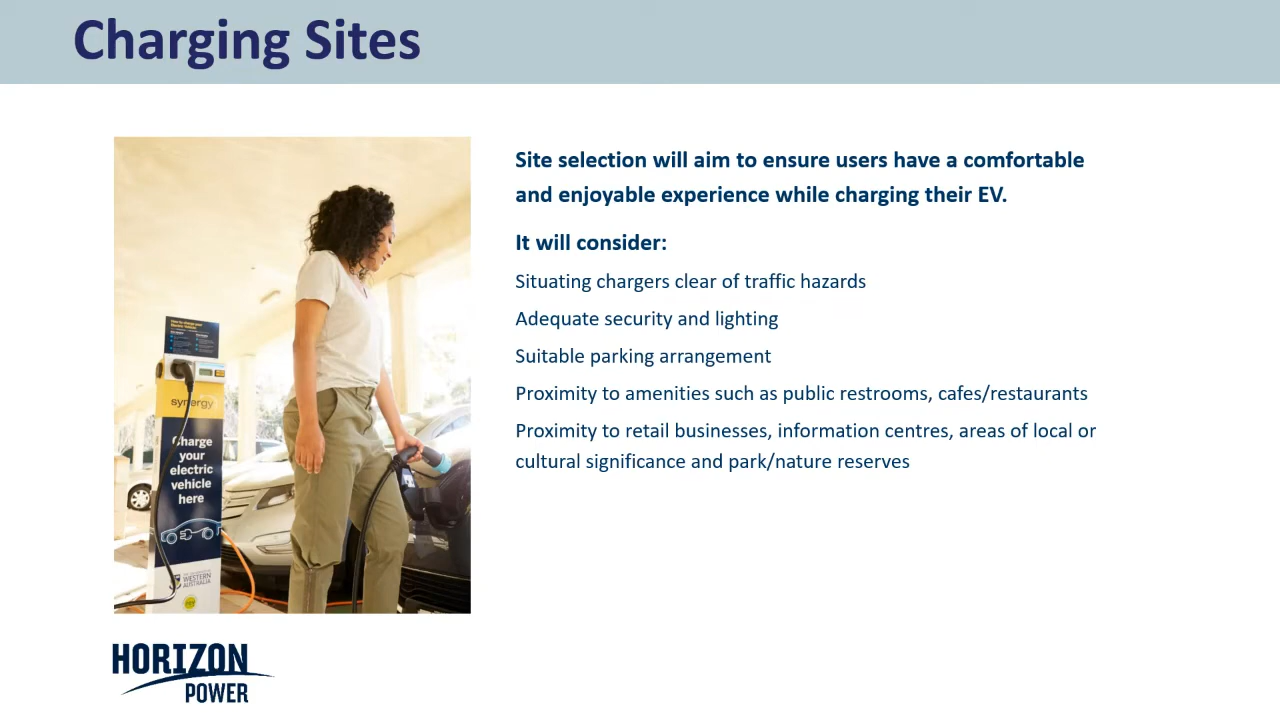 Charging Sites
Site selection will aim to ensure users have a comfortable
and enjoyable experience while charging their EV.
It will consider:
Situating chargers clear of traffic hazards
Adequate security and lighting
Suitable parking arrangement
Proximity to amenities such as public restrooms, cafes/restaurants
Proximity to retail businesses, information centres, areas of local or
cultural significance and park/nature reserves
synergy
Charge
your
electric
vehicle
here
WESTERN
AUSTRALIA
HORIZON
POWER